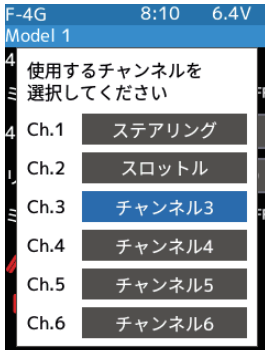 F-4G 8:10 6.4V
Model 1
使用するチャンネルを
選択してください
Ch.1 ステアリング
Ch.2 スロットル
Ch.3 チャンネル3
Ch.4 チャンネル4
Ch.5 チャンネル5
Ch.6 チャンネル6